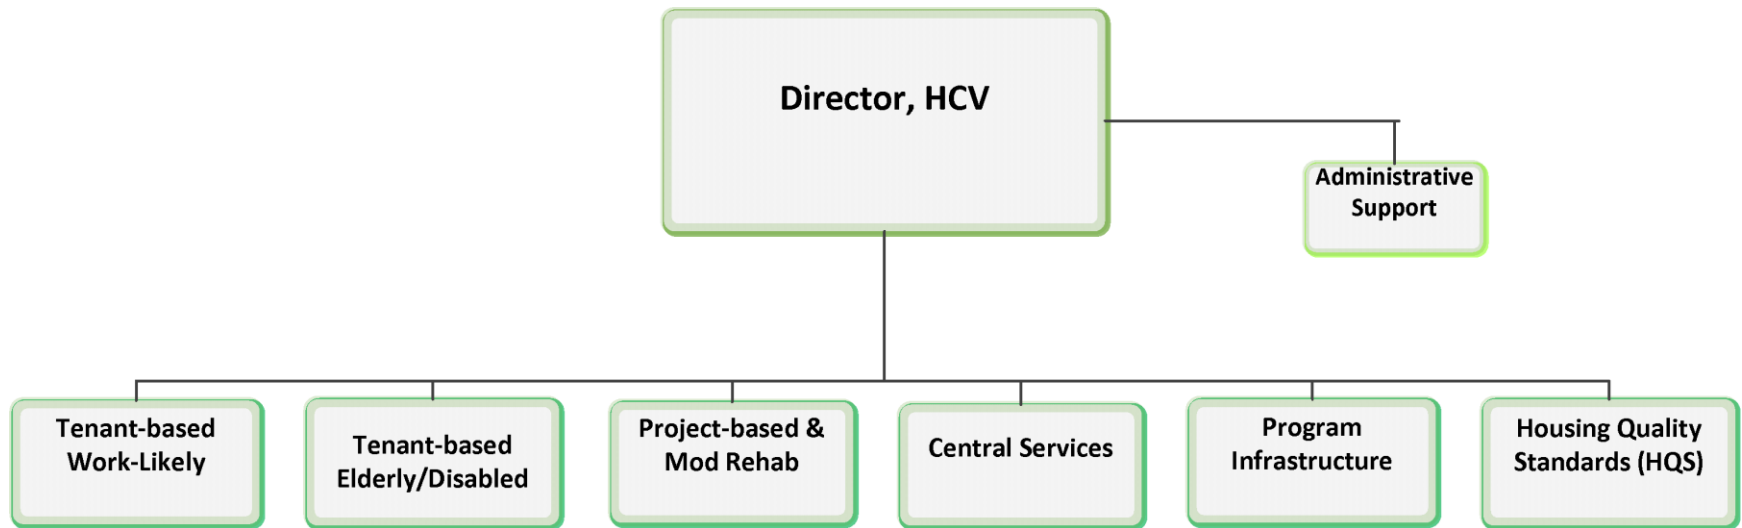 Director, HCV
Administrative
Support
Tenant-based
Work-Likely
Tenant-based
Elderly/Disabled
Project-based &
Mod Rehab
Central Services
Program
Infrastructure
Housing Quality
Standards (HQS)